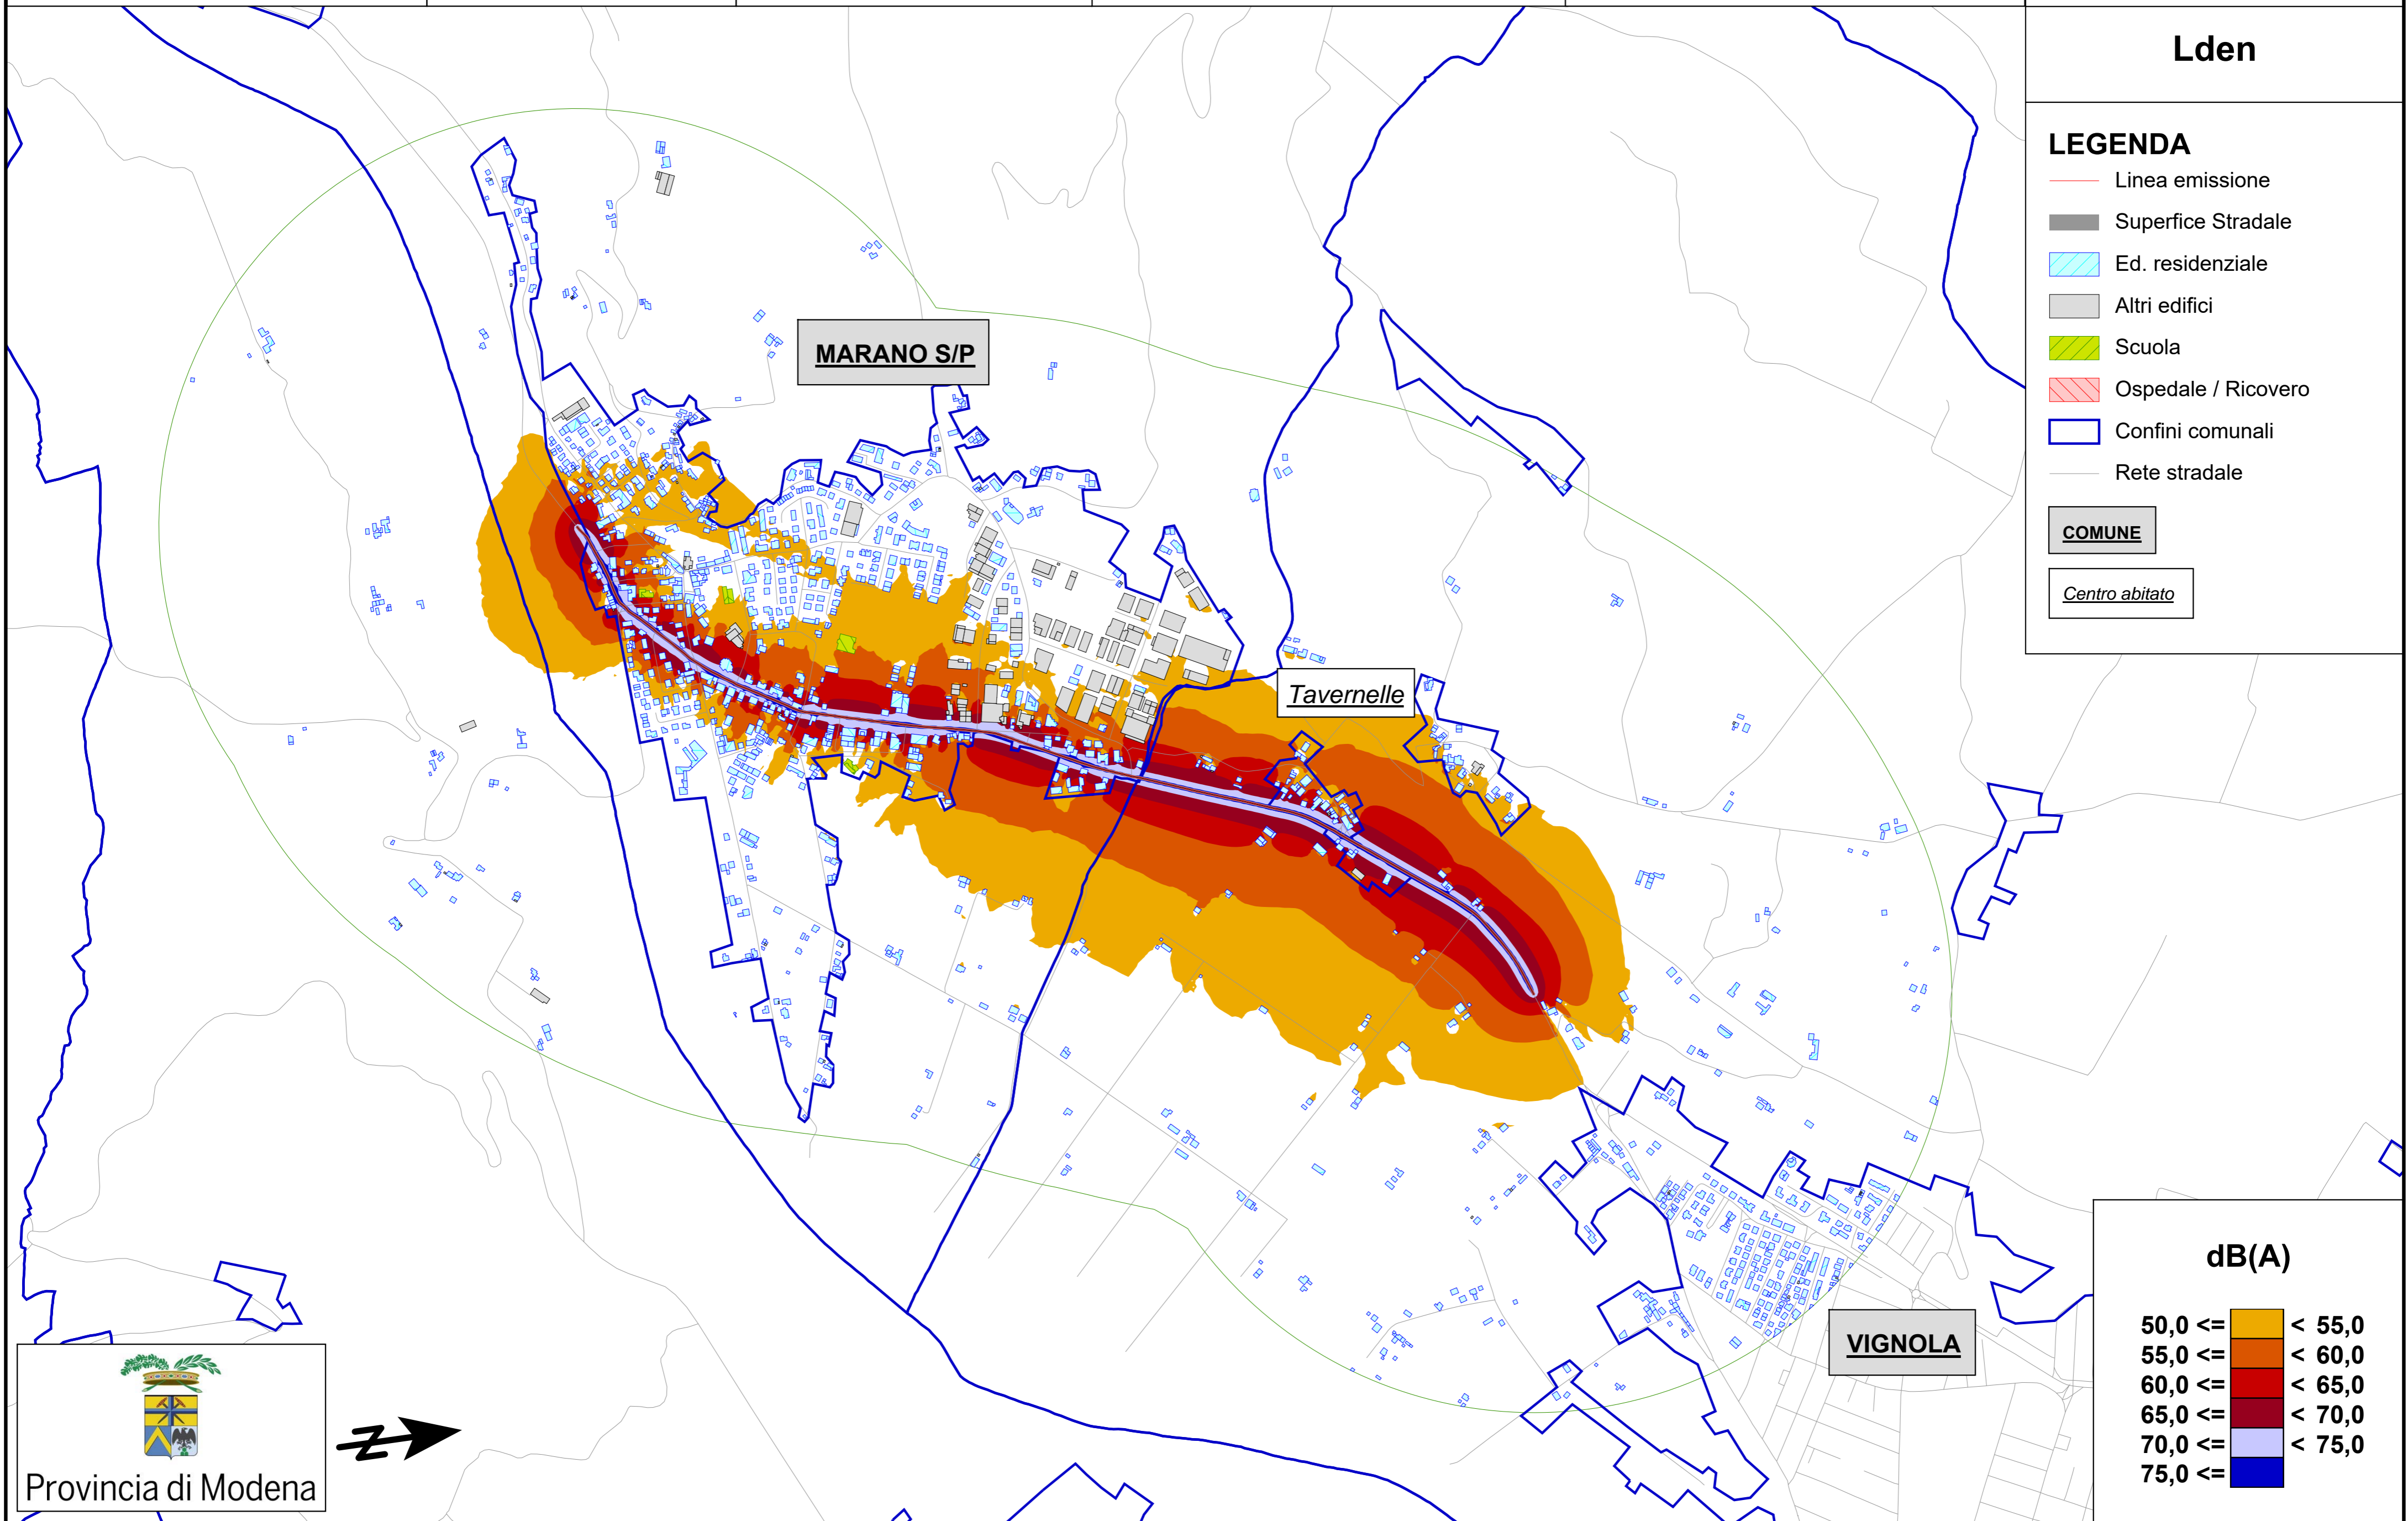 Lden
LEGENDA
Linea emissione
Superfice Stradale
Ed. residenziale
Altri edifici
Scuola
Ospedale / Ricovero
Confini comunali
Rete stradale
COMUNE
Centro abitato
MARANO S/P
Tavernelle
VIGNOLA
dB(A)
50,0 <= < 55,0
55,0 <= < 60,0
60,0 <= < 65,0
65,0 <= < 70,0
70,0 <= < 75,0
75,0 <=
Provincia di Modena
N